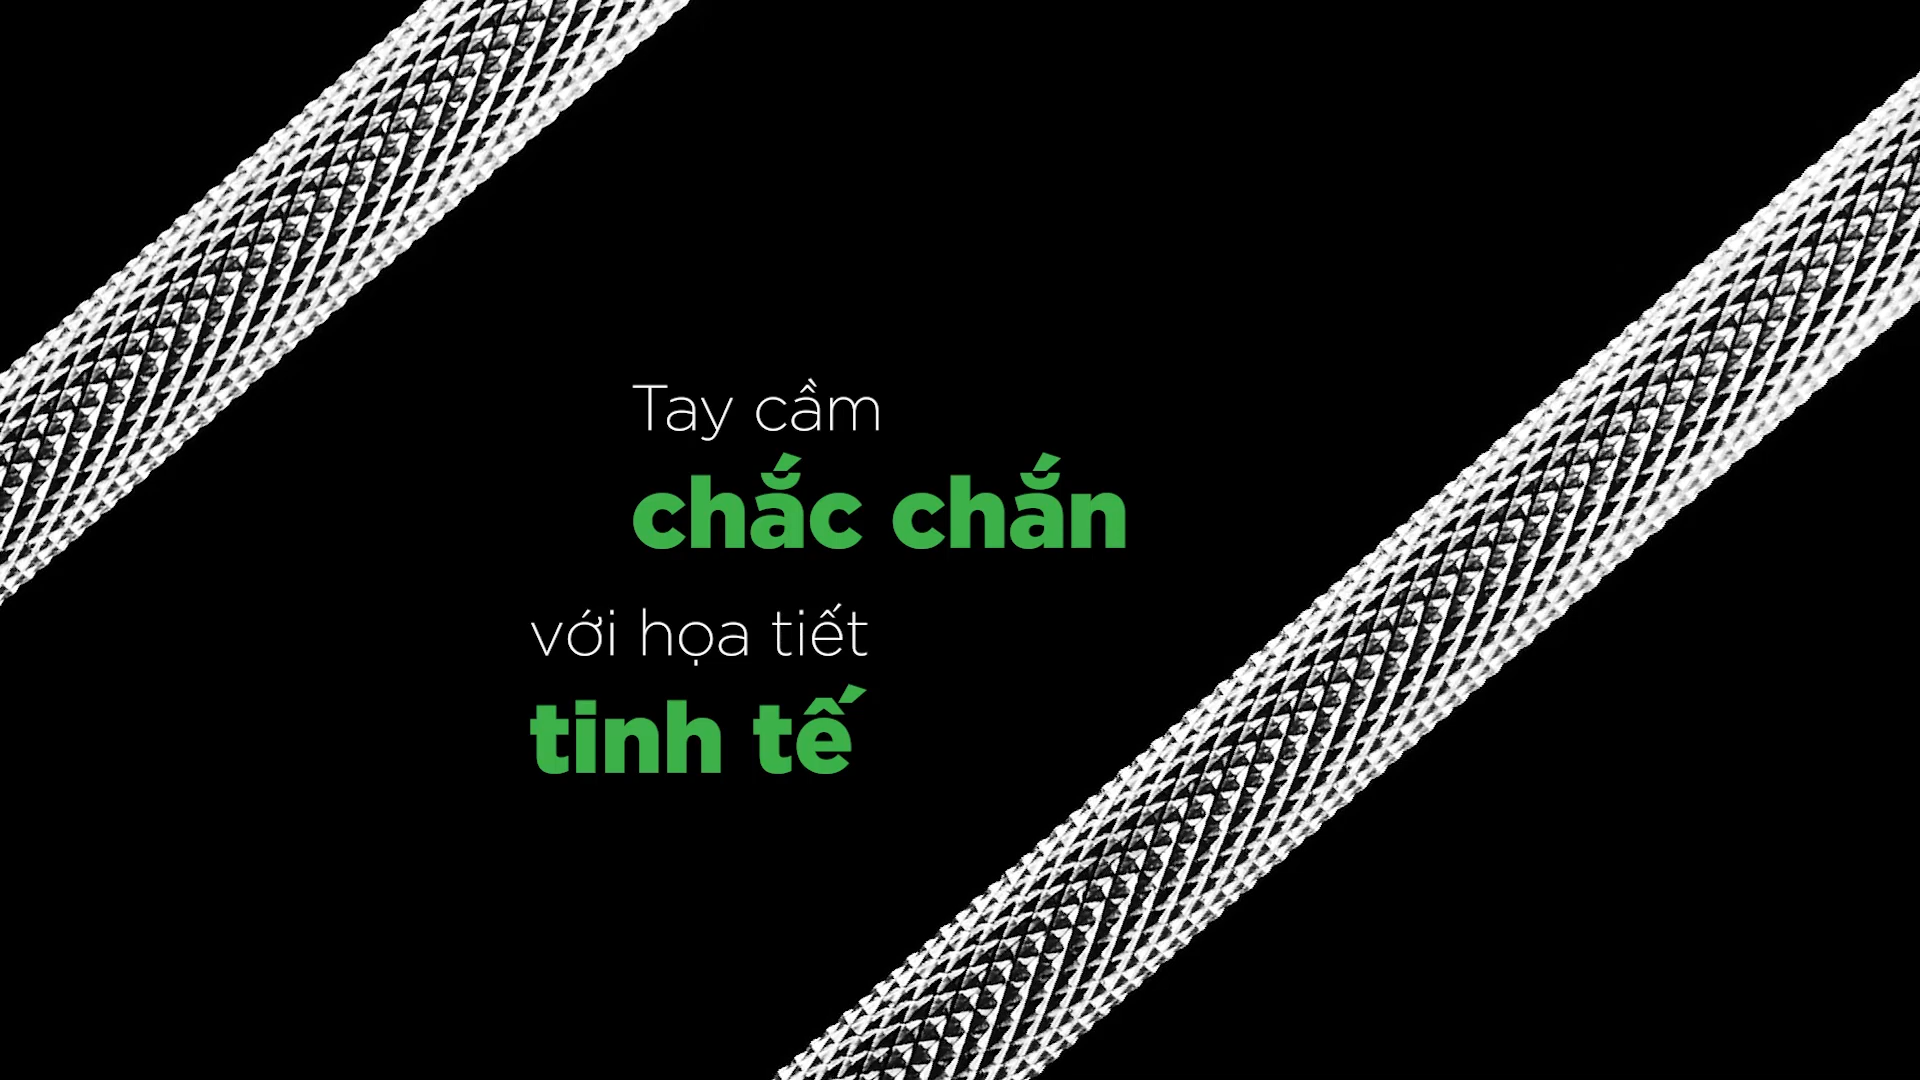 Tay cầm
chắc chắn
với họa tiết
tinh tế